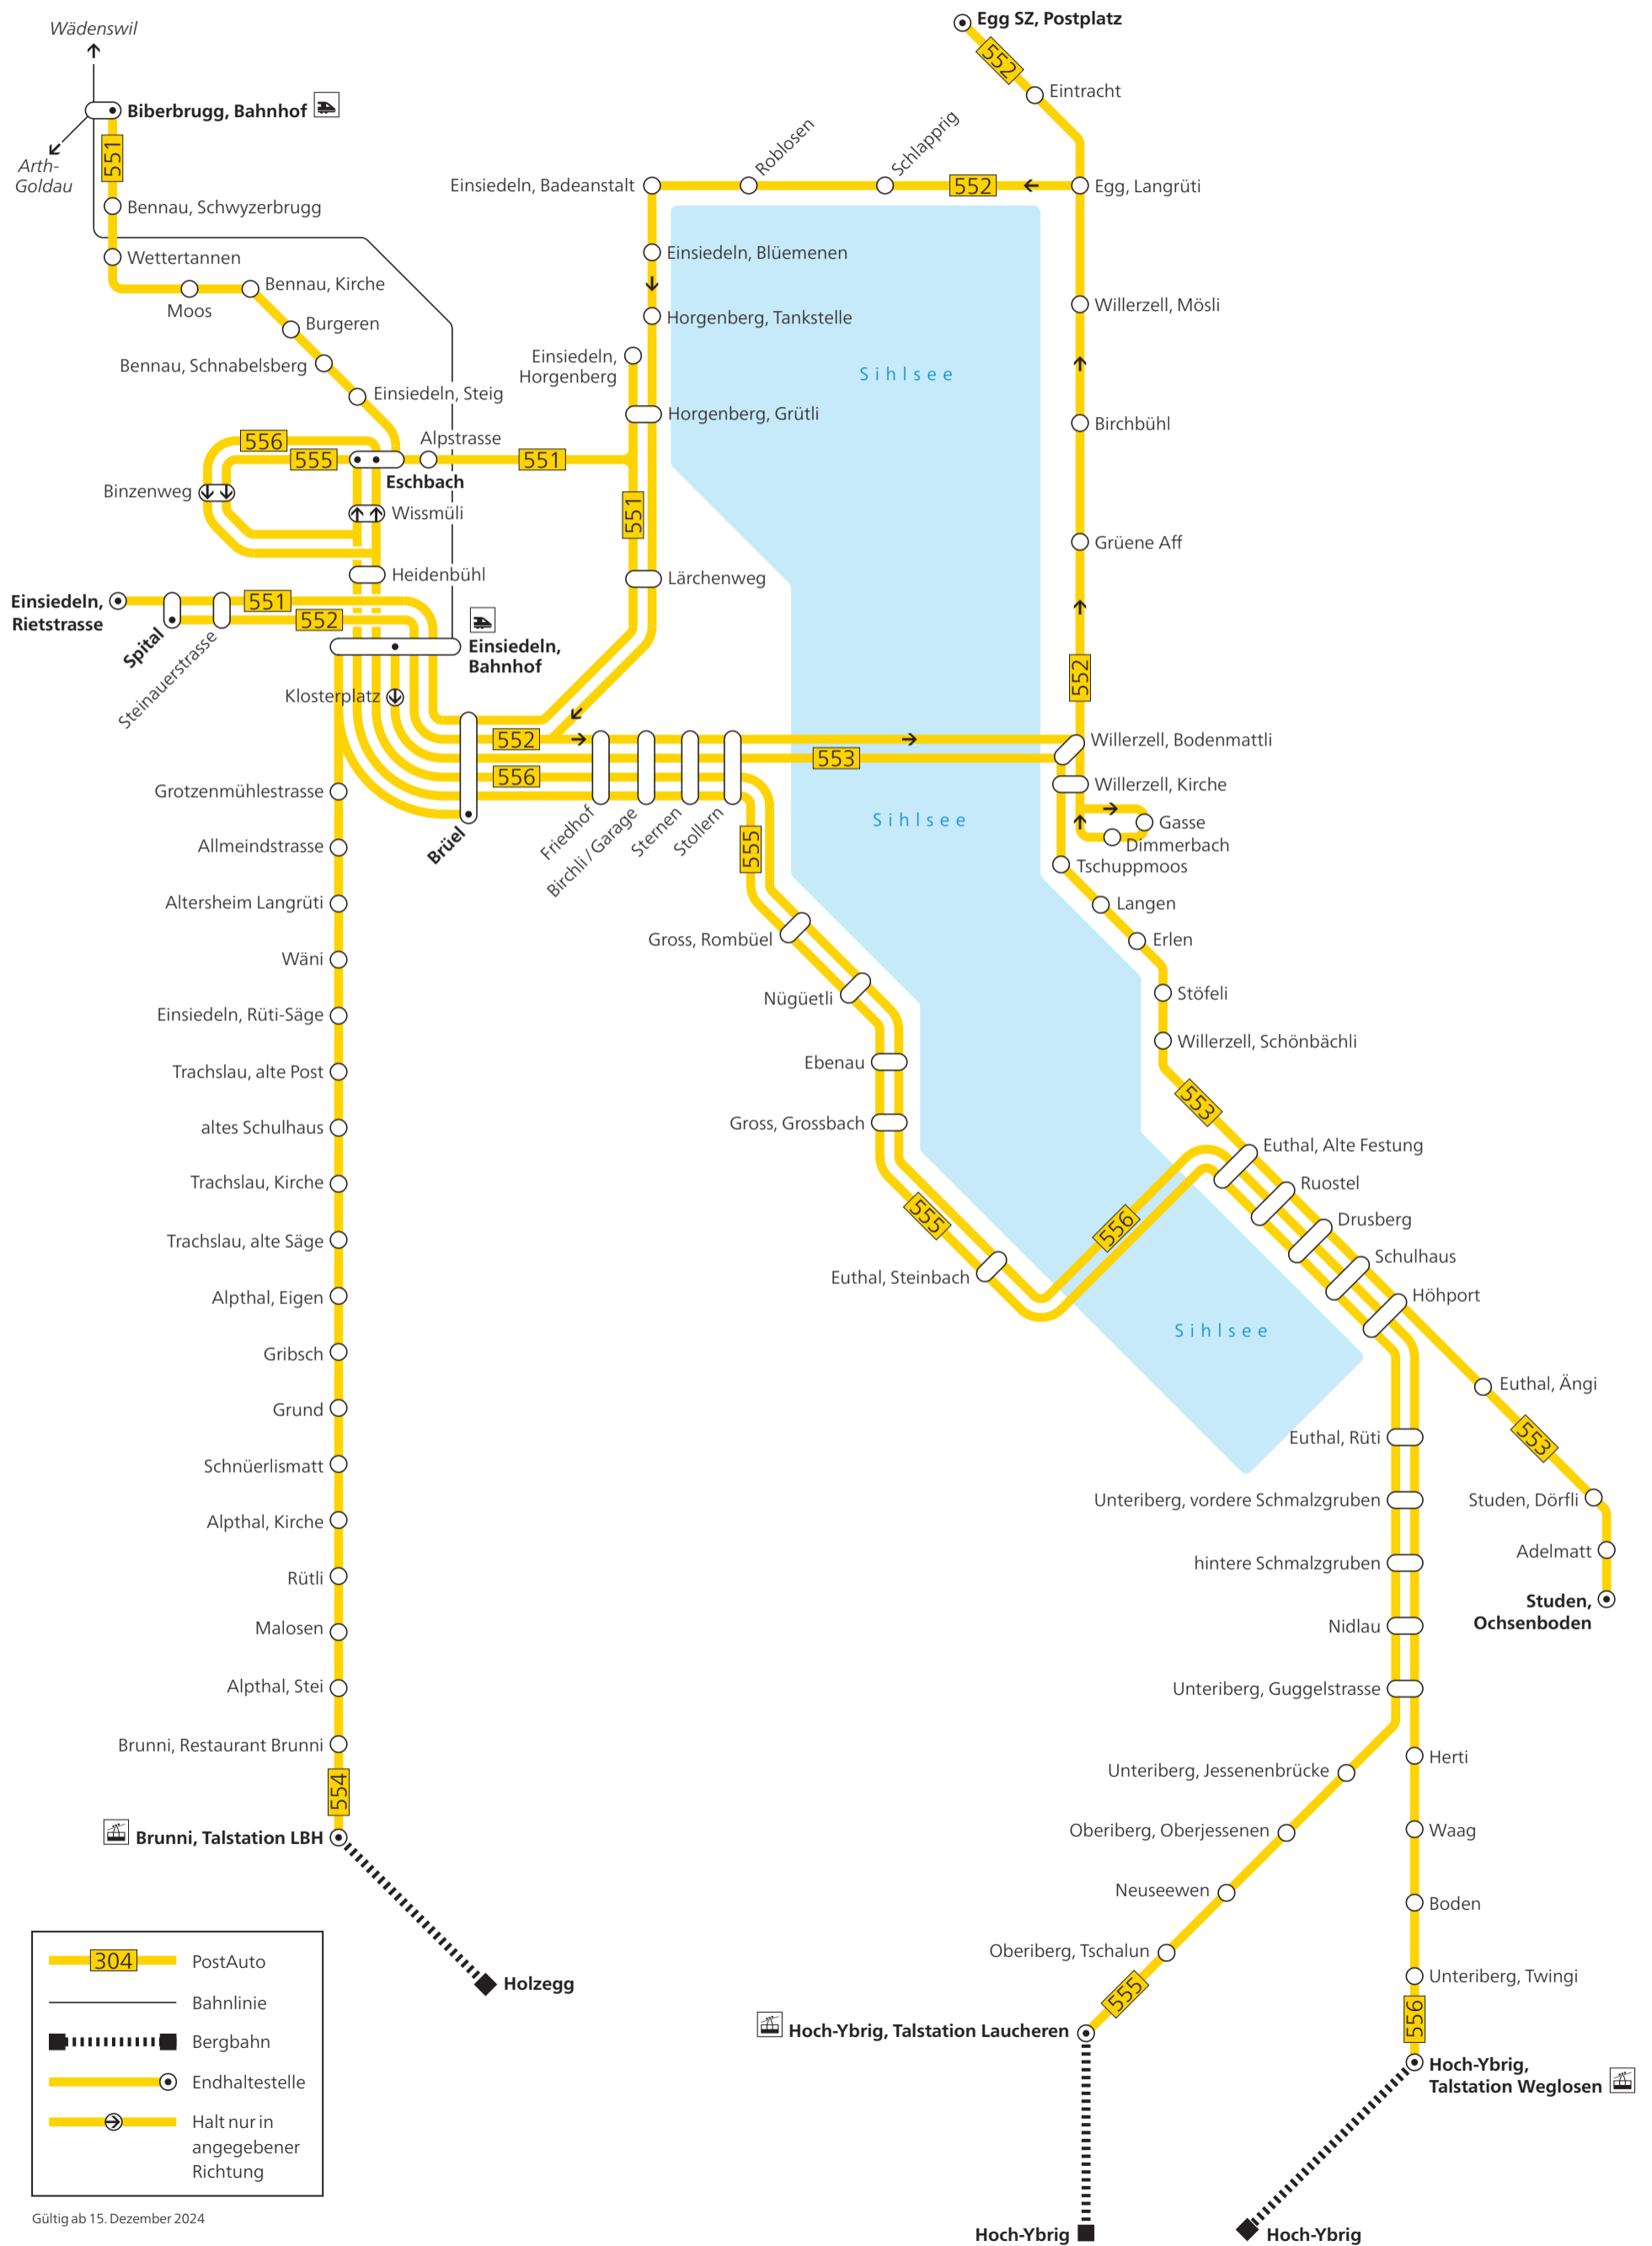 Wädenswil
Egg SZ, Postplatz
552
Eintracht
Biberbrugg, Bahnhof
Arth-
Goldau
551
Roblosen
Schlapprig
Einsiedeln, Badeanstalt
552
Egg, Langrüti
Bennau, Schwyzerbrugg
Wettertannen
Einsiedeln, Blüemenen
Bennau, Kirche
Moos
Willerzell, Mösli
Burgeren
Horgenberg, Tankstelle
Bennau, Schnabelsberg
Einsiedeln,
Horgenberg
Sihlsee
Einsiedeln, Steig
Horgenberg, Grütli
Birchbühl
556
Alpstrasse
555
551
Eschbach
Binzenweg
Wissmüli
551
Grüene Aff
Heidenbühl
Lärchenweg
Einsiedeln,
Rietstrasse
551
552
Spital
Steinauerstrasse
Einsiedeln,
Bahnhof
552
Klosterplatz
552
553
Willerzell, Bodenmattli
556
Willerzell, Kirche
Grotzenmühlestrasse
Brüel
Friedhof
Birchli / Garage
Sternen
Stollern
Sihlsee
Gasse
Dimmerbach
Allmeindstrasse
555
Tschuppmoos
Altersheim Langrüti
Langen
Gross, Rombüel
Erlen
Wäni
Nügüetli
Stöfeli
Einsiedeln, Rüti-Säge
Willerzell, Schönbächli
Ebenau
Trachslau, alte Post
553
altes Schulhaus
Gross, Grossbach
Euthal, Alte Festung
Trachslau, Kirche
Ruostel
555
556
Drusberg
Trachslau, alte Säge
Schulhaus
Euthal, Steinbach
Höhport
Alpthal, Eigen
Sihlsee
Gribsch
Euthal, Ängi
Grund
Euthal, Rüti
553
Schnüerlismatt
Unteriberg, vordere Schmalzgruben
Studen, Dörfli
Alpthal, Kirche
hintere Schmalzgruben
Adelmatt
Rütli
Studen,
Ochsenboden
Malosen
Nidlau
Alpthal, Stei
Unteriberg, Guggelstrasse
Brunni, Restaurant Brunni
Herti
Unteriberg, Jessenenbrücke
554
Brunni, Talstation LBH
Oberiberg, Oberjessenen
Waag
Neuseewen
Boden
Oberiberg, Tschalun
Unteriberg, Twingi
Holzegg
555
556
Hoch-Ybrig, Talstation Laucheren
Hoch-Ybrig,
Talstation Weglosen
304
PostAuto
Bahnlinie
Bergbahn
Endhaltestelle
Halt nur in
angegebener
Richtung
Gültig ab 15. Dezember 2024
Hoch-Ybrig
Hoch-Ybrig